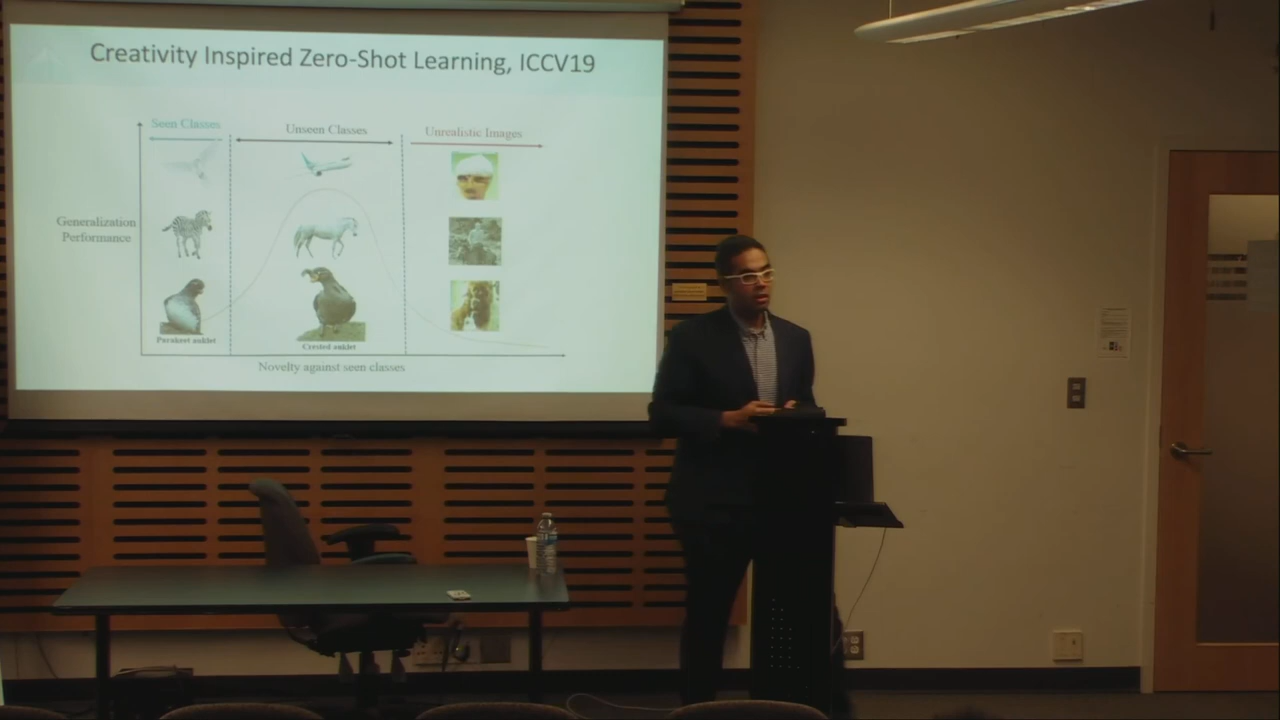 Creativity Inspired Zero-Shot Learning, ICCV19
Seen Classes
Unseen Classes
Unrealistic Images
Generalization
Performance
Parakeet auklet
Crested auklet
Novelty against seen classes